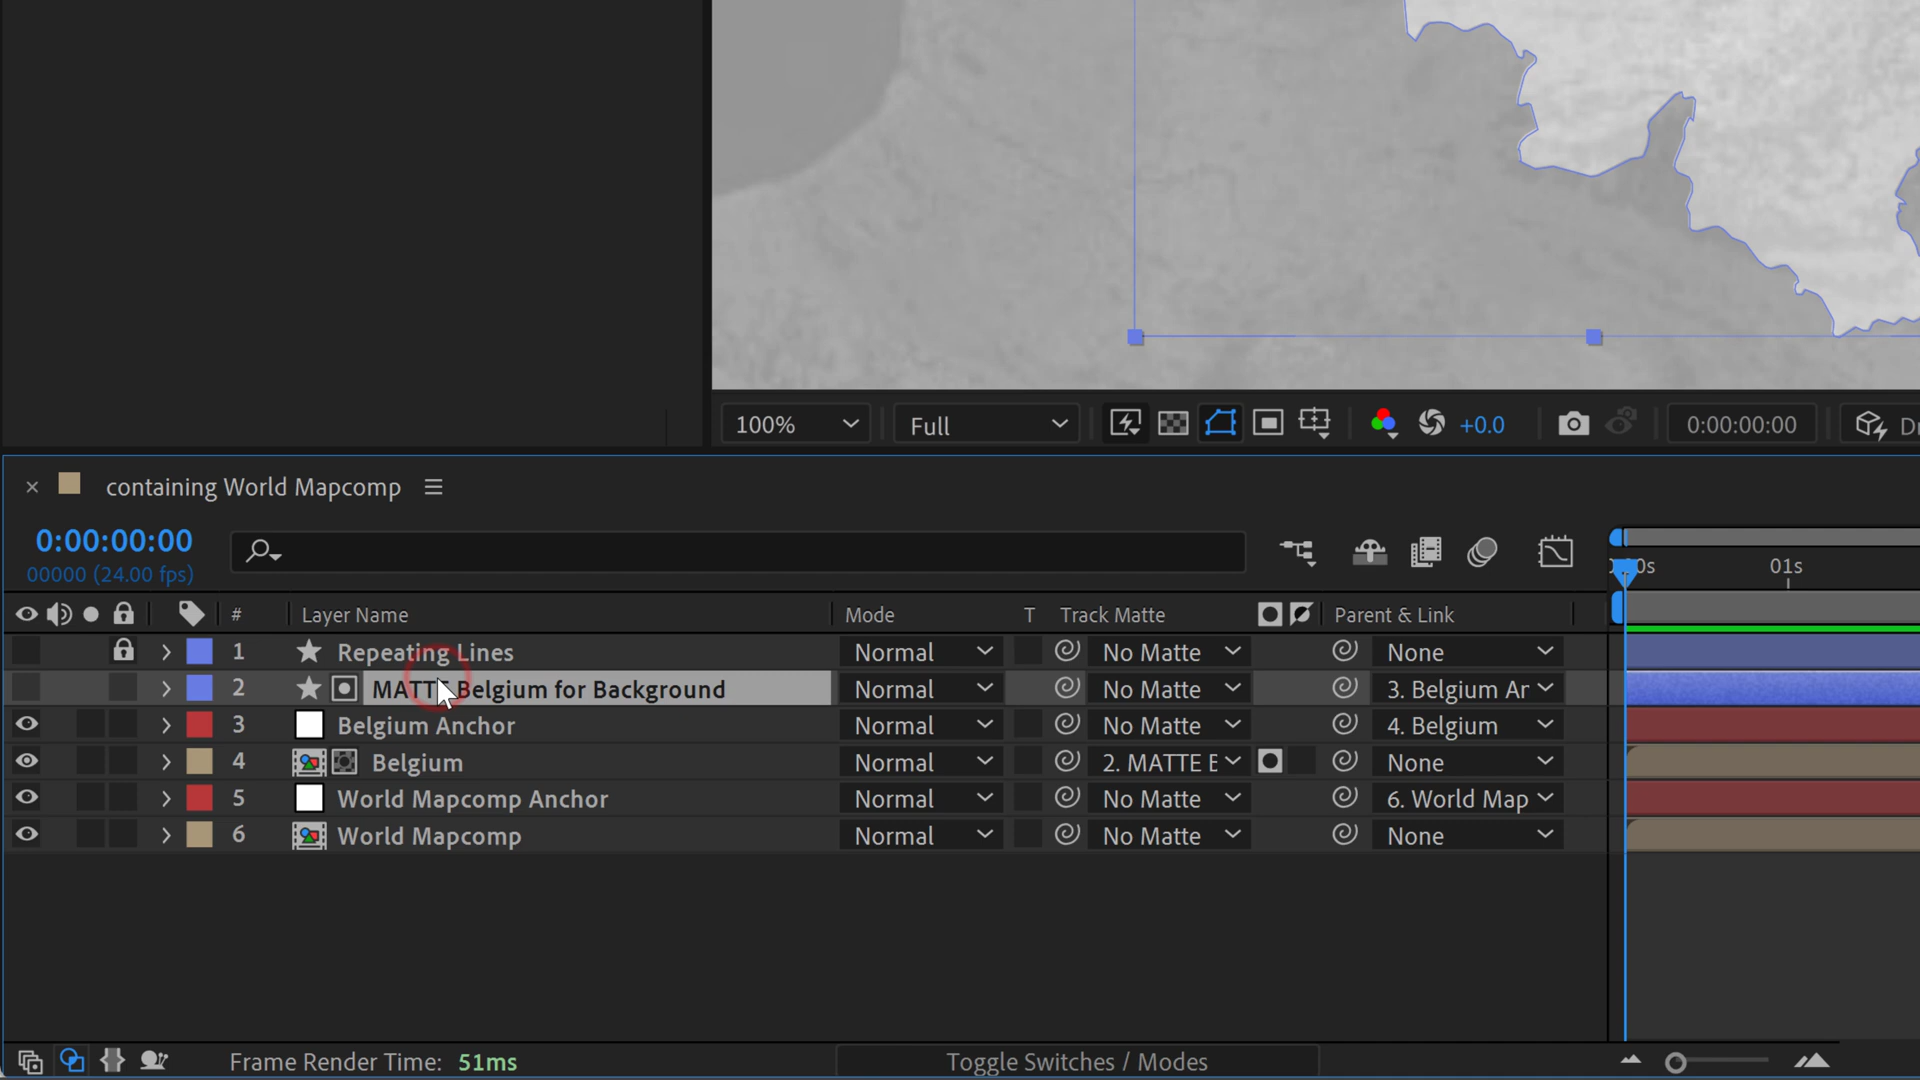 100%
Full
+0.0
0:00:00:00
containing World Mapcomp
0:00:00:00
00000 (24.00 fps)
01s
# Layer Name Mode T Track Matte Parent & Link
1 Repeating Lines Normal No Matte None
2 Belgium for Background Normal No Matte 3. Belgium Ar
3 Belgium Anchor Normal No Matte 4. Belgium
4 Belgium Normal 2. MATTE None
5 World Mapcomp Anchor Normal No Matte 6. World Map
6 World Mapcomp Normal No Matte None
Frame Render Time: 51ms
Toggle Switches / Modes